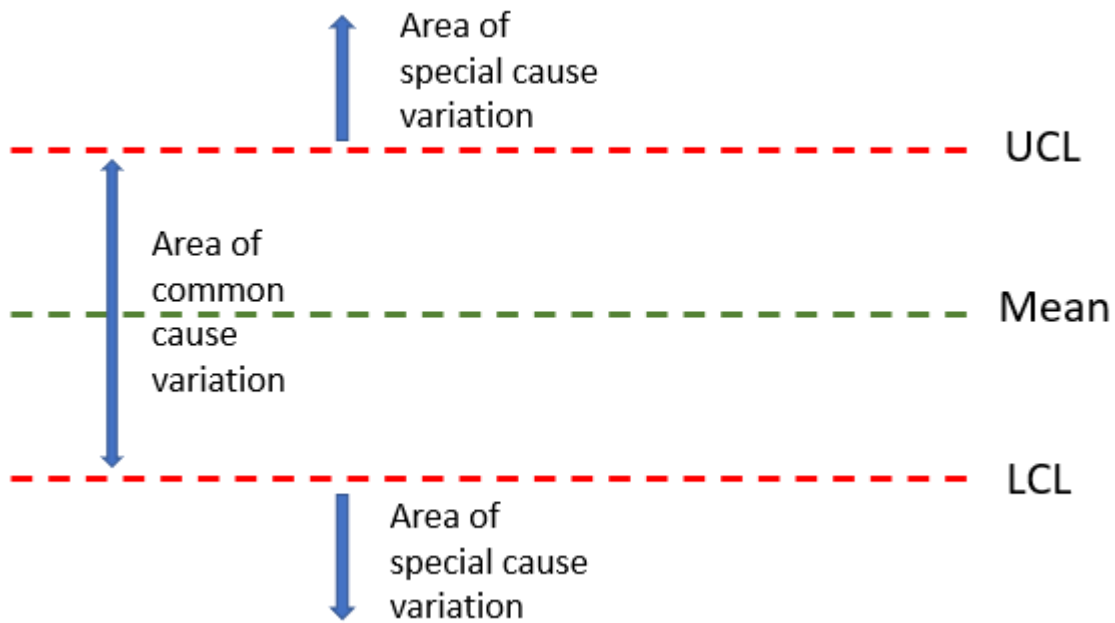 Area of
special cause
variation
UCL
Area of
common
cause
variation
Mean
LCL
Area of
special cause
variation